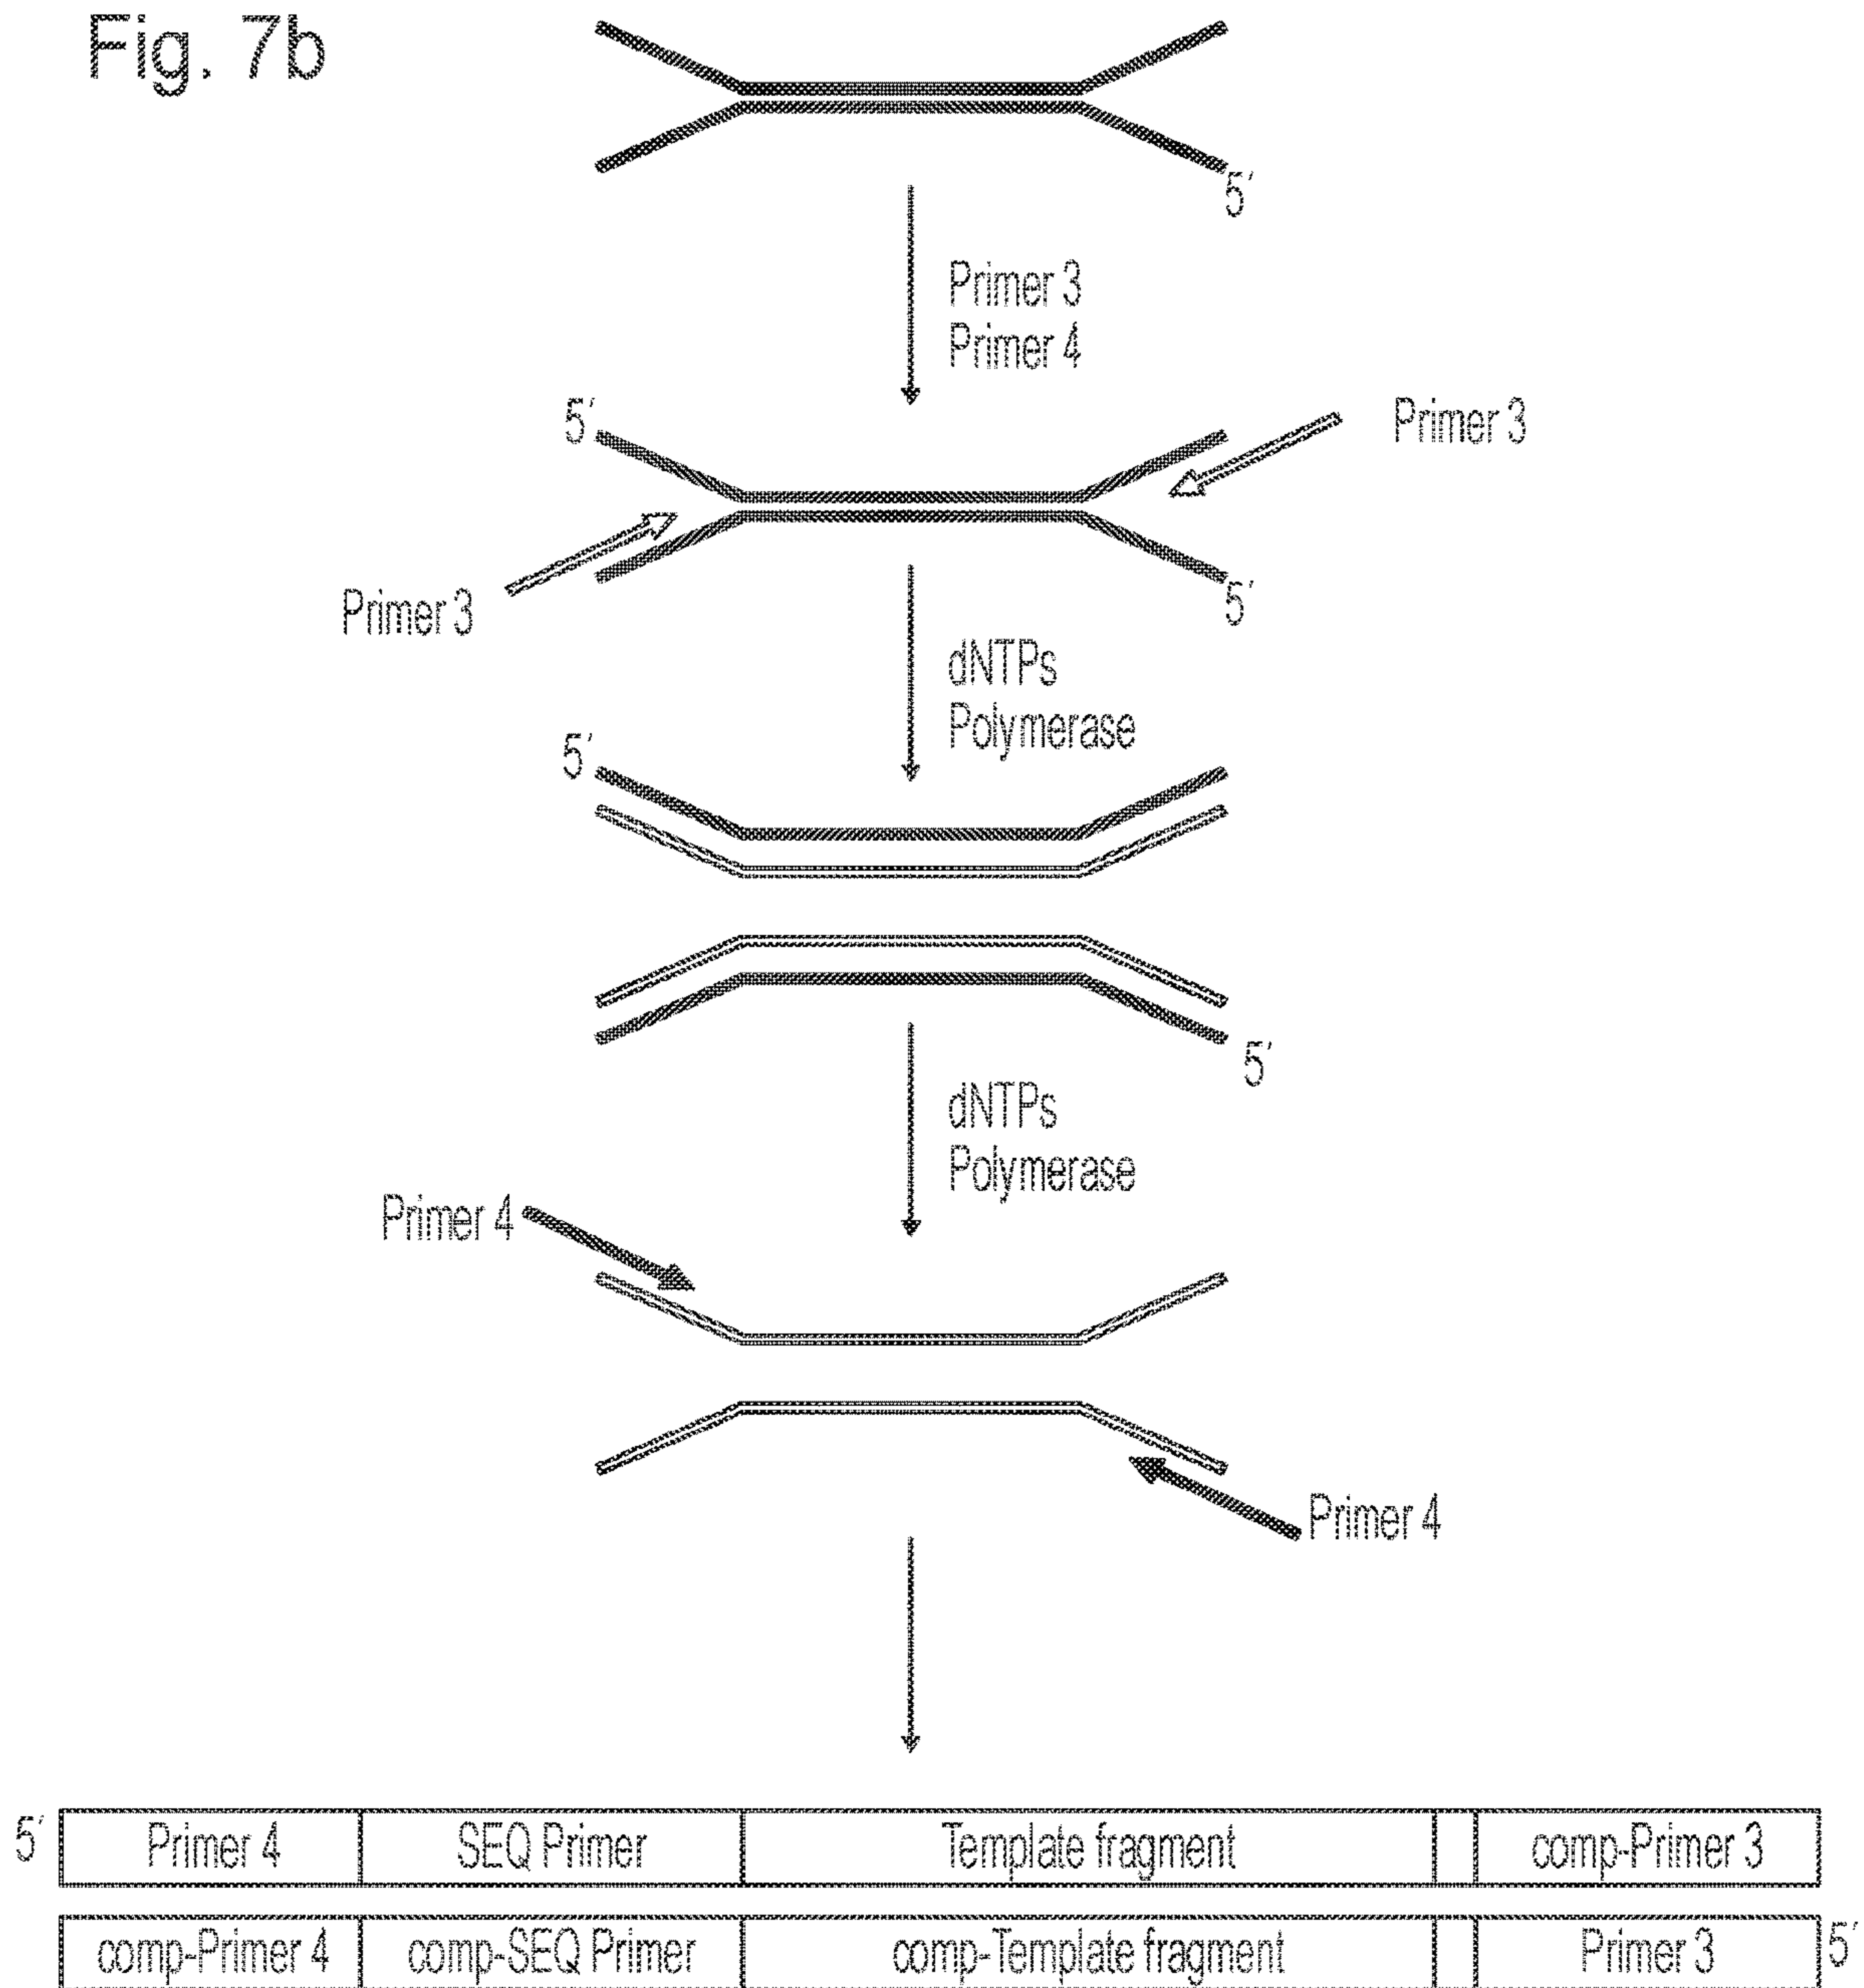 Fig. 7b
5′
Primer 3
Primer 4
5′
Primer 3
Primer 3
5′
dNTPs
Polymerase
5′
5′
dNTPs
Polymerase
Primer 4
Primer 4
5′ Primer 4 SEQ Primer Template fragment comp-Primer 3
comp-Primer 4 comp-SEQ Primer comp-Template fragment Primer 3 5′